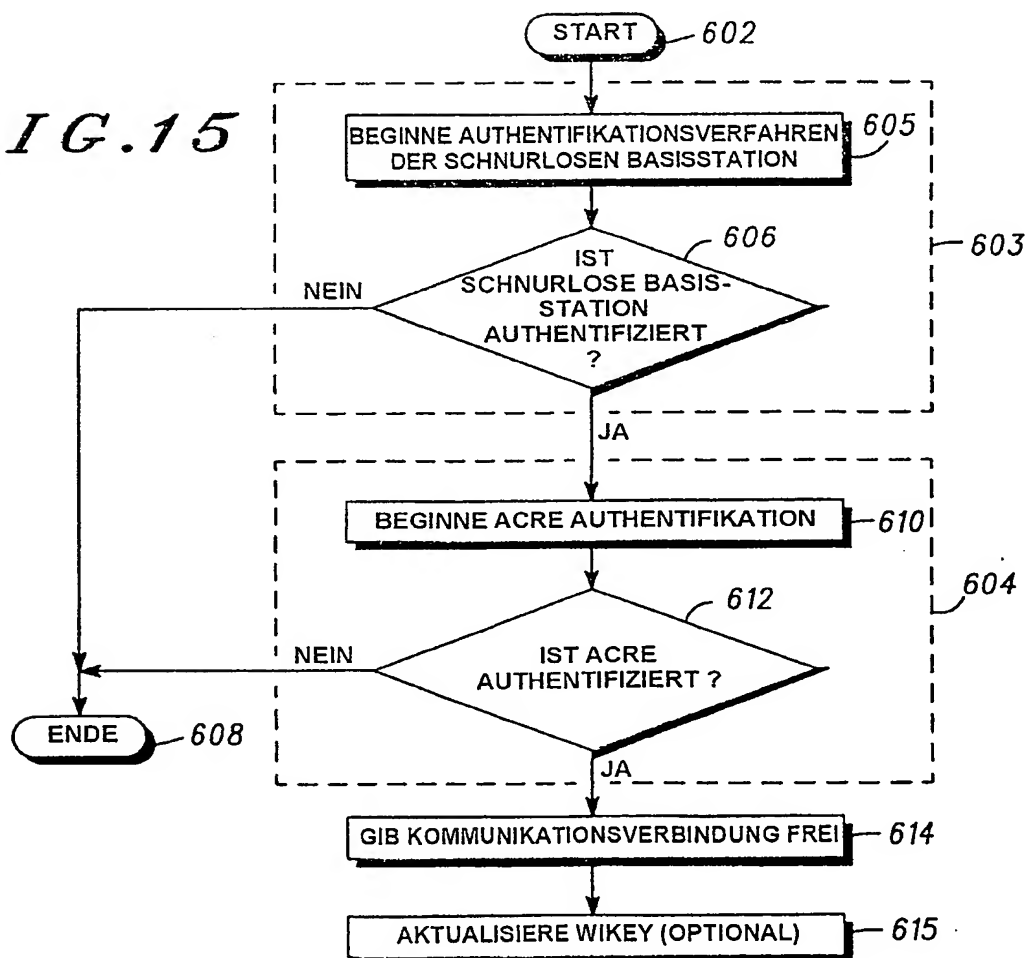 START
602
IG.15
BEGINNE AUTHENTIFIKATIONSVERFAHREN
DER SCHNURLOSEN BASISSTATION
605
606
603
IST
SCHNURLOSE BASIS-
STATION
AUTHENTIFIZIERT
?
NEIN
JA
BEGINNE ACRE AUTHENTIFIKATION
610
612
604
IST ACRE
AUTHENTIFIZIERT ?
NEIN
ENDE
608
JA
GIB KOMMUNIKATIONSVERBINDUNG FREI
614
AKTUALISIERE WIKEY (OPTIONAL)
615